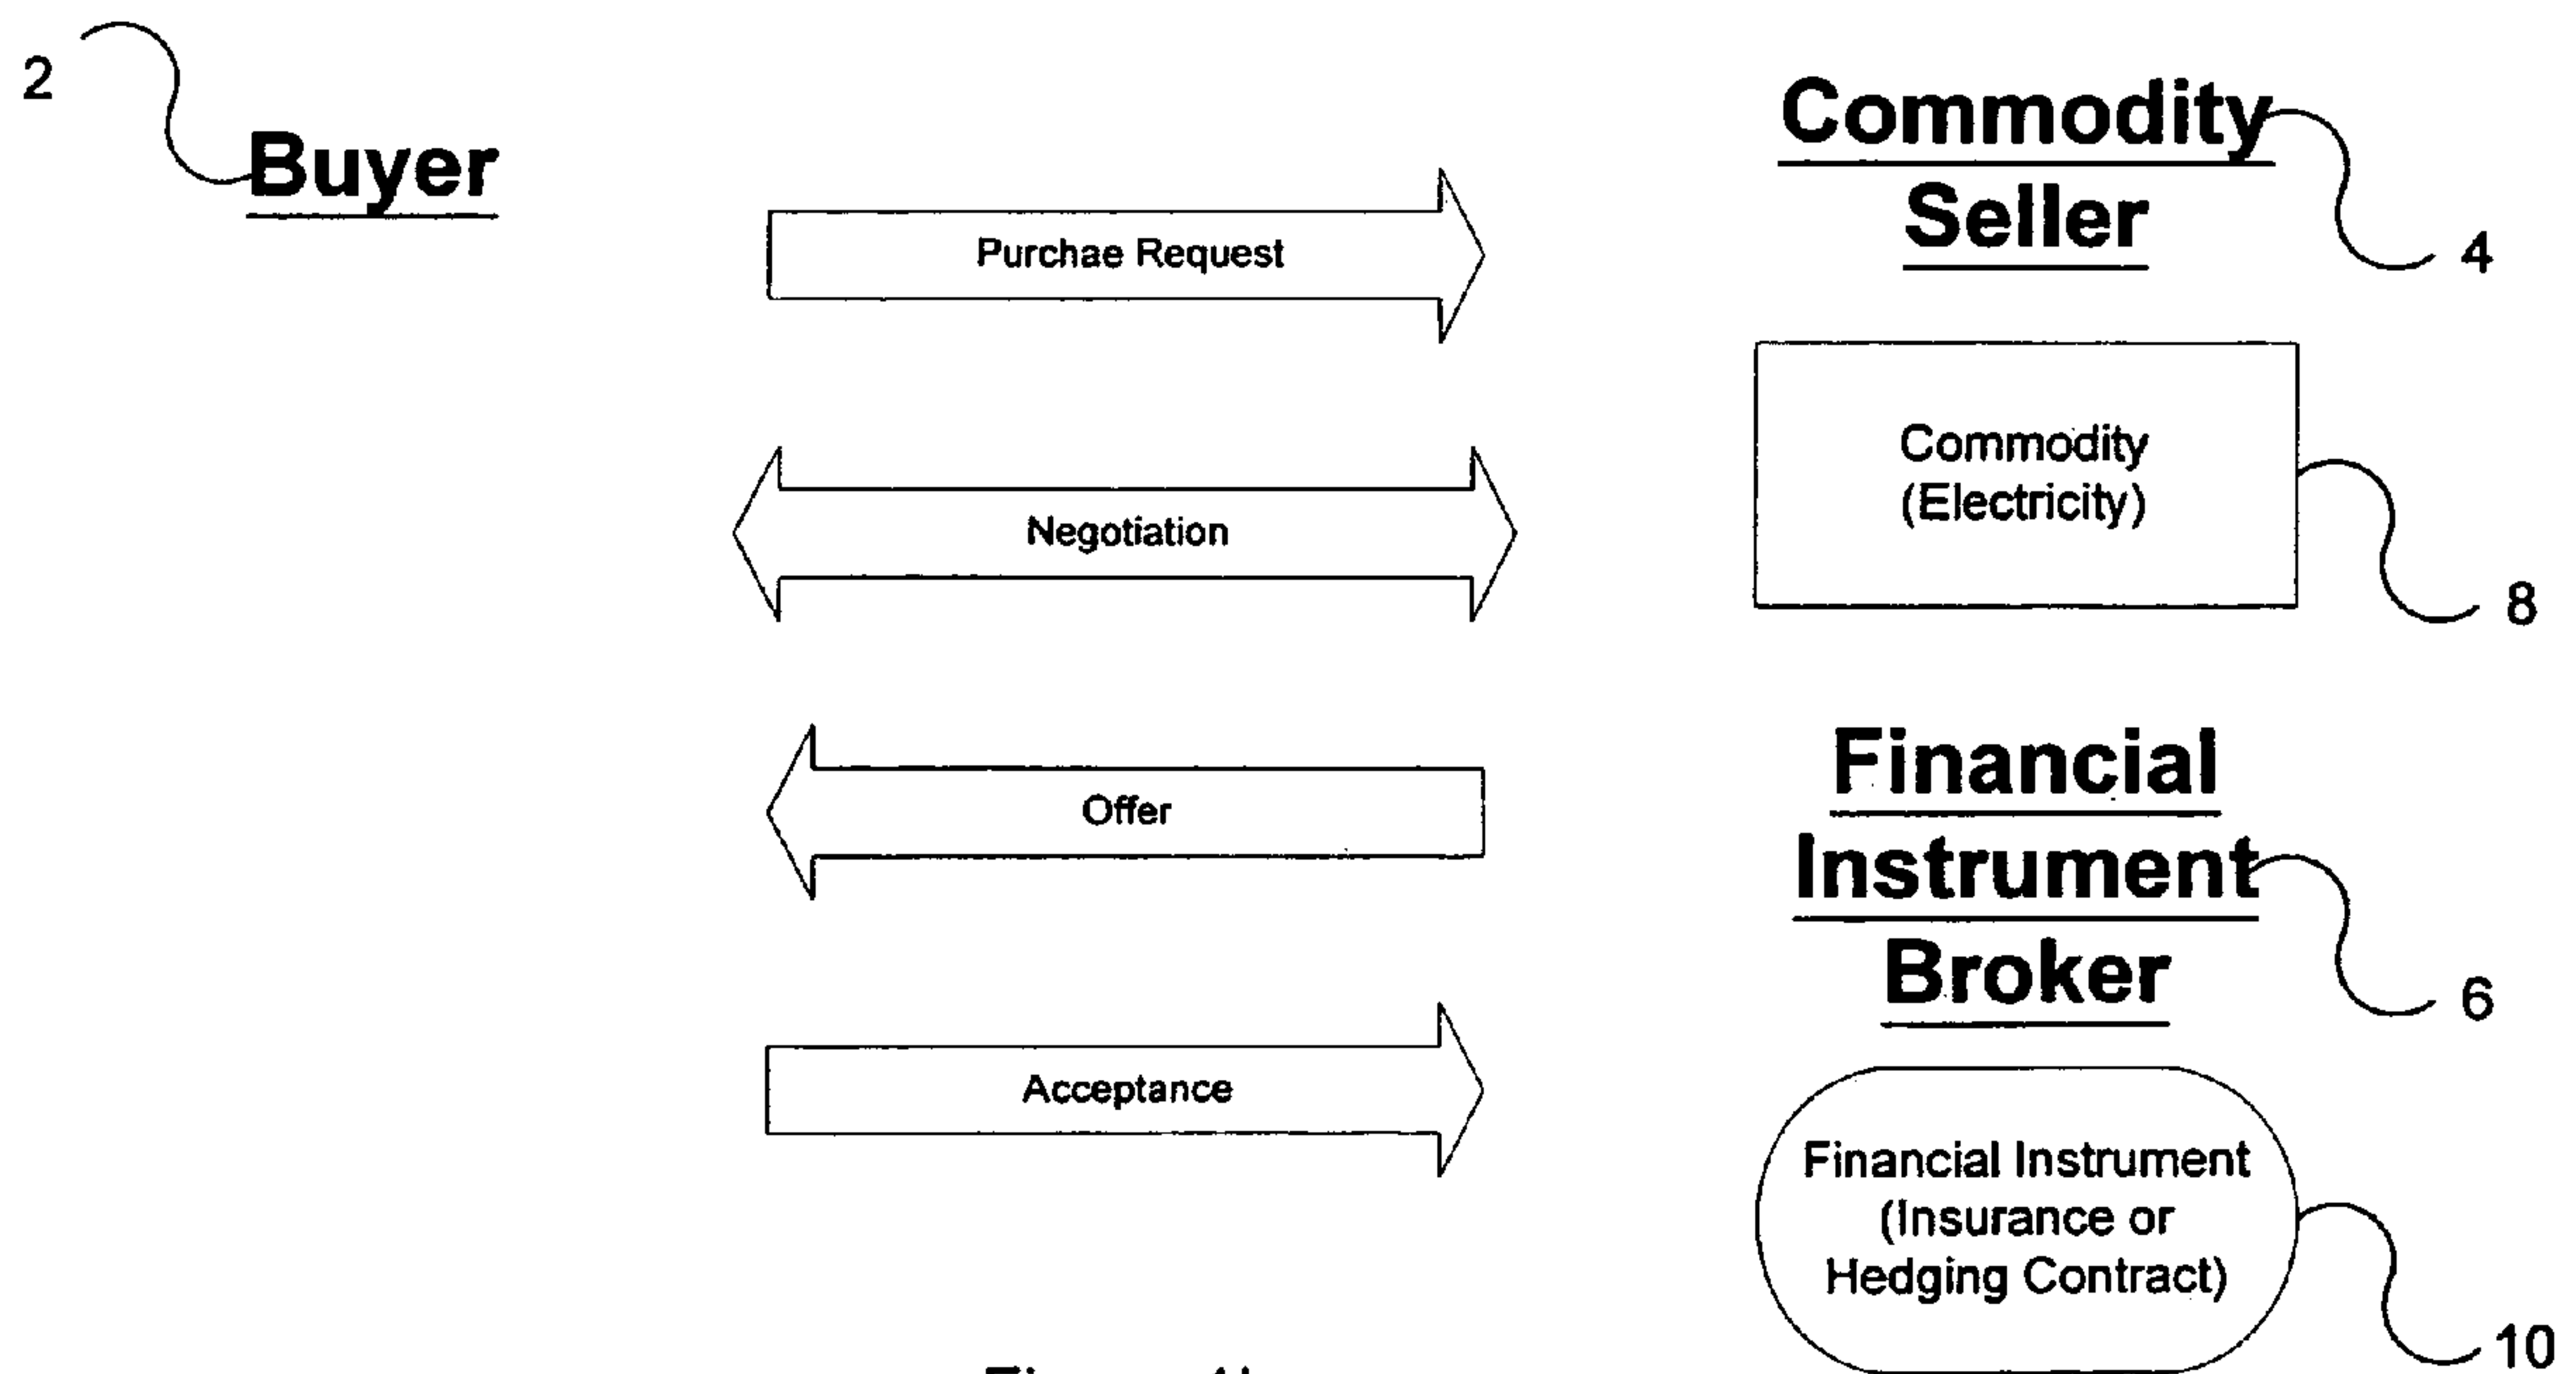 2
Buyer
Commodity
Seller
4
Purchae Request
Commodity
(Electricity)
8
Negotiation
Offer
Financial
Instrument
Broker
6
Acceptance
Financial Instrument
(Insurance or
Hedging Contract)
10